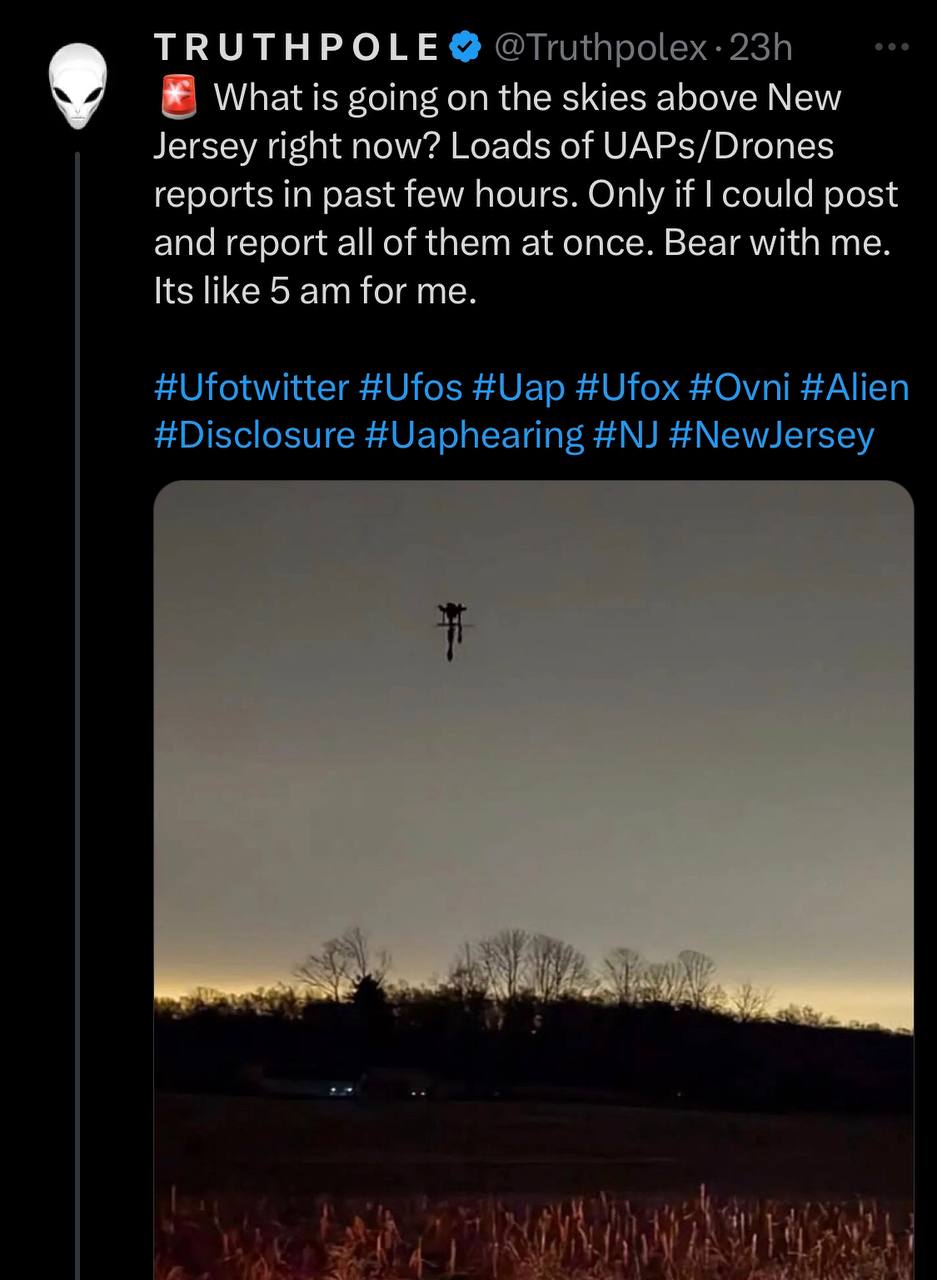 TRUTHPOLE @Truthpolex · 23h
🚨 What is going on the skies above New
Jersey right now? Loads of UAPs/Drones
reports in past few hours. Only if I could post
and report all of them at once. Bear with me.
Its like 5 am for me.
#Ufotwitter #Ufos #Uap #Ufox #Ovni #Alien
#Disclosure #Uaphearing #NJ #NewJersey